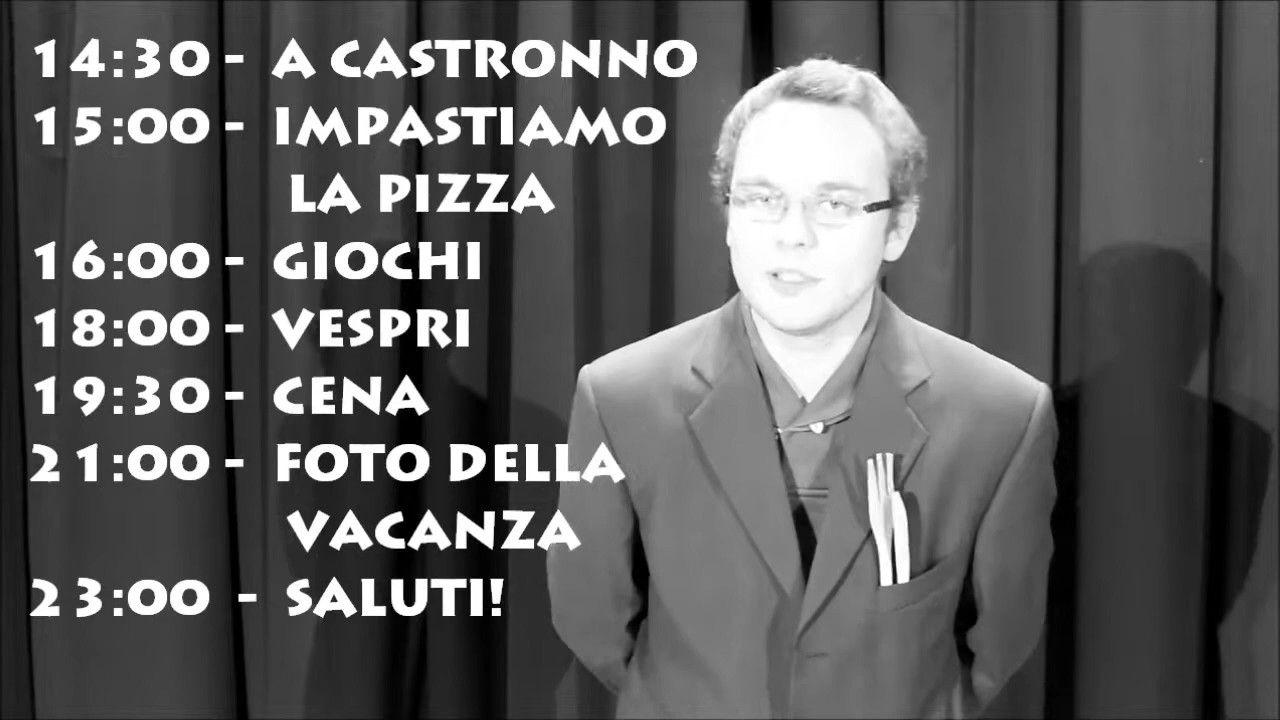 14:30 - A CASTRONNO
15:00 - IMPASTIAMO
LA PIZZA
16:00 - GIOCHI
18:00 - VESPRI
19:30 - CENA
21:00 - FOTO DELLA
VACANZA
23:00 - SALUTI!